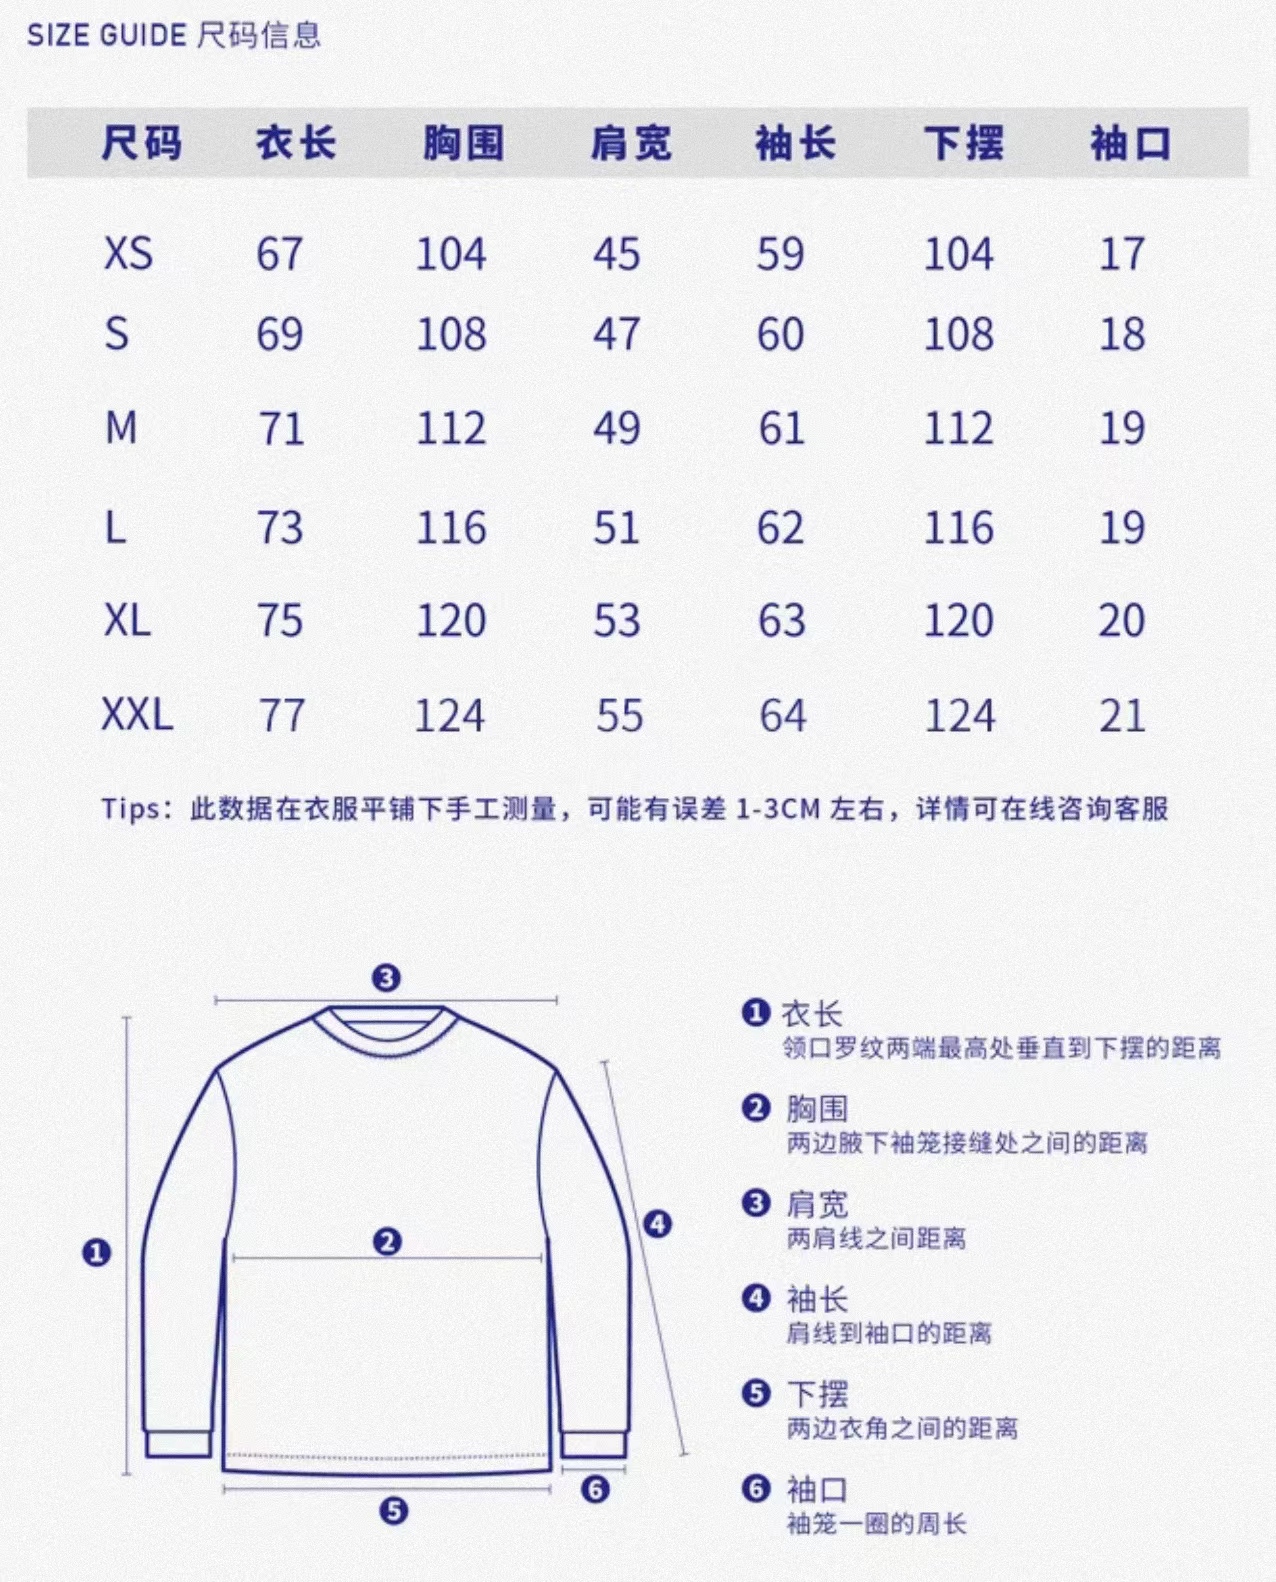 SIZE GUIDE 尺码信息
尺码 衣长 胸围 肩宽 袖长 下摆 袖口
XS 67 104 45 59 104 17
S 69 108 47 60 108 18
M 71 112 49 61 112 19
L 73 116 51 62 116 19
XL 75 120 53 63 120 20
XXL 77 124 55 64 124 21
Tips：此数据在衣服平铺下手工测量，可能有误差 1-3CM 左右，详情可在线咨询客服
3
1
2
4
5
6
1 衣长
领口罗纹两端最高处垂直到下摆的距离
2 胸围
两边腋下袖笼接缝处之间的距离
3 肩宽
两肩线之间距离
4 袖长
肩线到袖口的距离
5 下摆
两边衣角之间的距离
6 袖口
袖笼一圈的周长